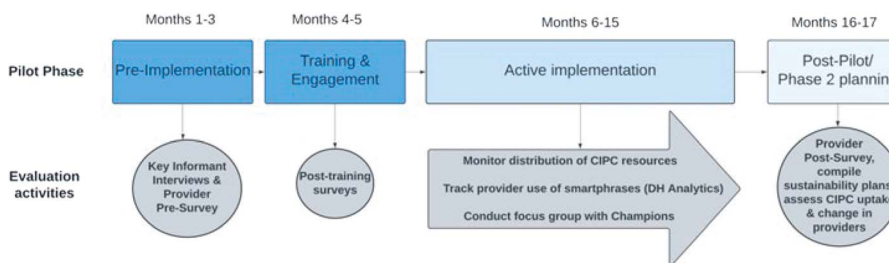 Months 1-3
Months 4-5
Months 6-15
Months 16-17
Pilot Phase
Pre-Implementation
Training &
Engagement
Active implementation
Post-Pilot/
Phase 2 planning
Evaluation
activities
Key Informant
Interviews &
Provider
Pre-Survey
Post-training
surveys
Monitor distribution of CIPC resources
Track provider use of smartphrases (DH Analytics)
Conduct focus group with Champions
Provider
Post-Survey,
compile
sustainability plans,
assess CIPC uptake
& change in
providers